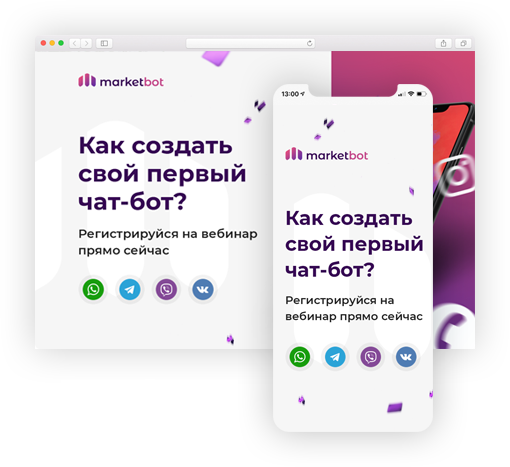 marketbot
Как создать
свой первый
чат-бот?
Регистрируйся на вебинар
прямо сейчас
13:00
marketbot
Как создать
свой первый
чат-бот?
Регистрируйся на
вебинар прямо сейчас